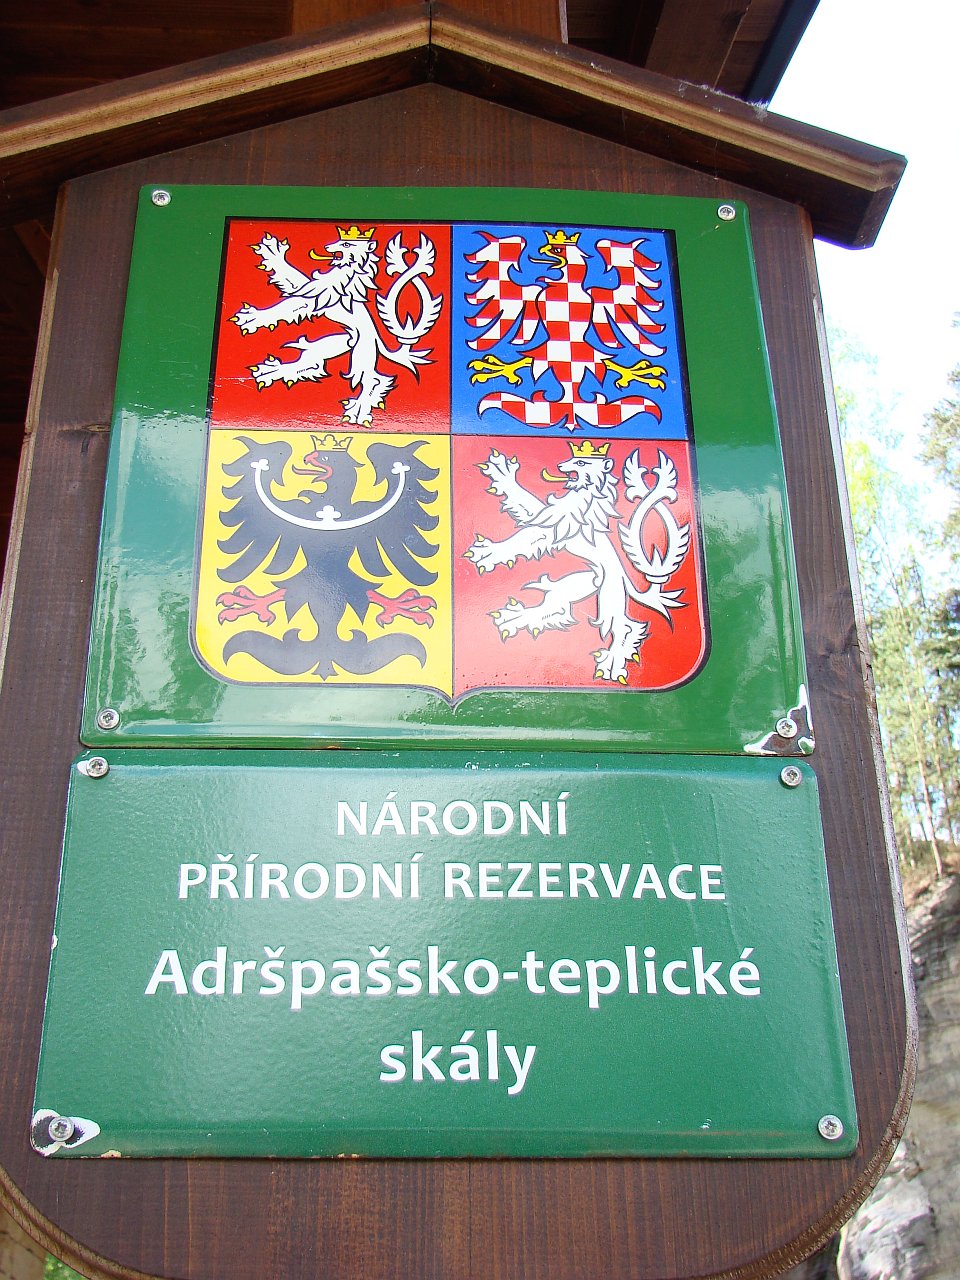 NÁRODNÍ
PŘÍRODNÍ REZERVACE
Adršpašsko-teplické
skály